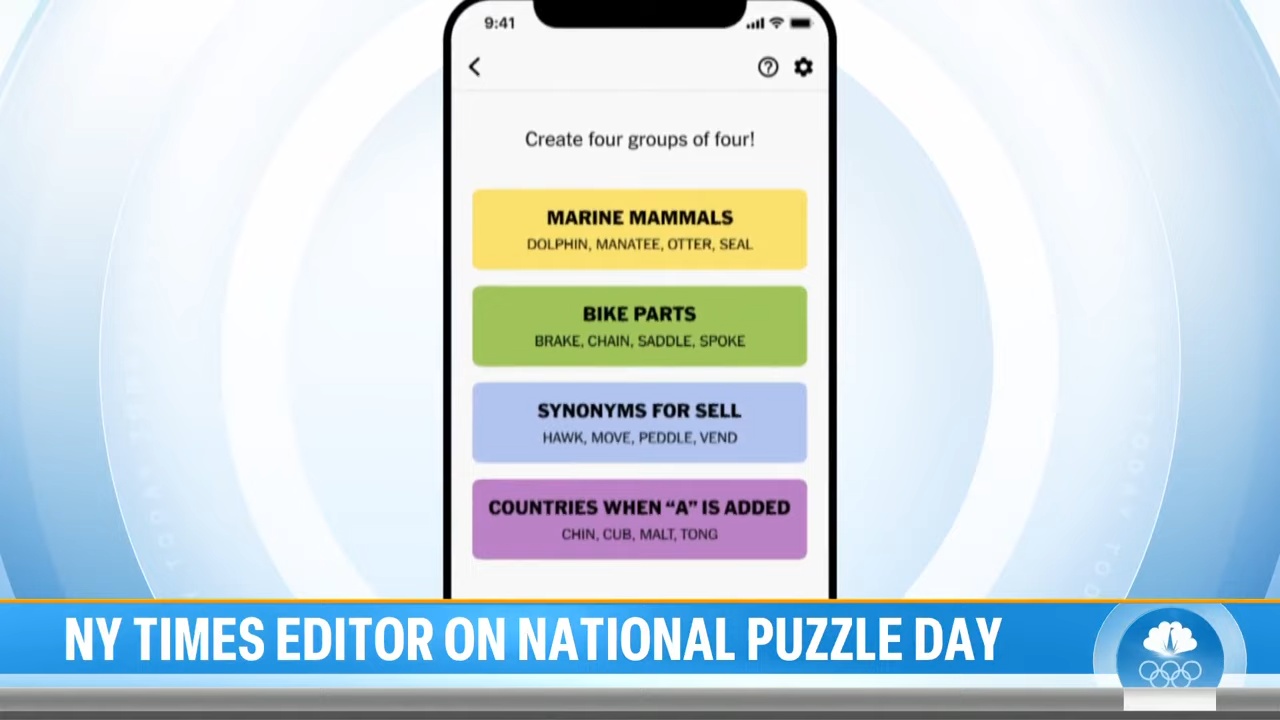 9:41
Create four groups of four!
MARINE MAMMALS
DOLPHIN, MANATEE, OTTER, SEAL
BIKE PARTS
BRAKE, CHAIN, SADDLE, SPOKE
SYNONYMS FOR SELL
HAWK, MOVE, PEDDLE, VEND
COUNTRIES WHEN “A” IS ADDED
CHIN, CUB, MALT, TONG
NY TIMES EDITOR ON NATIONAL PUZZLE DAY